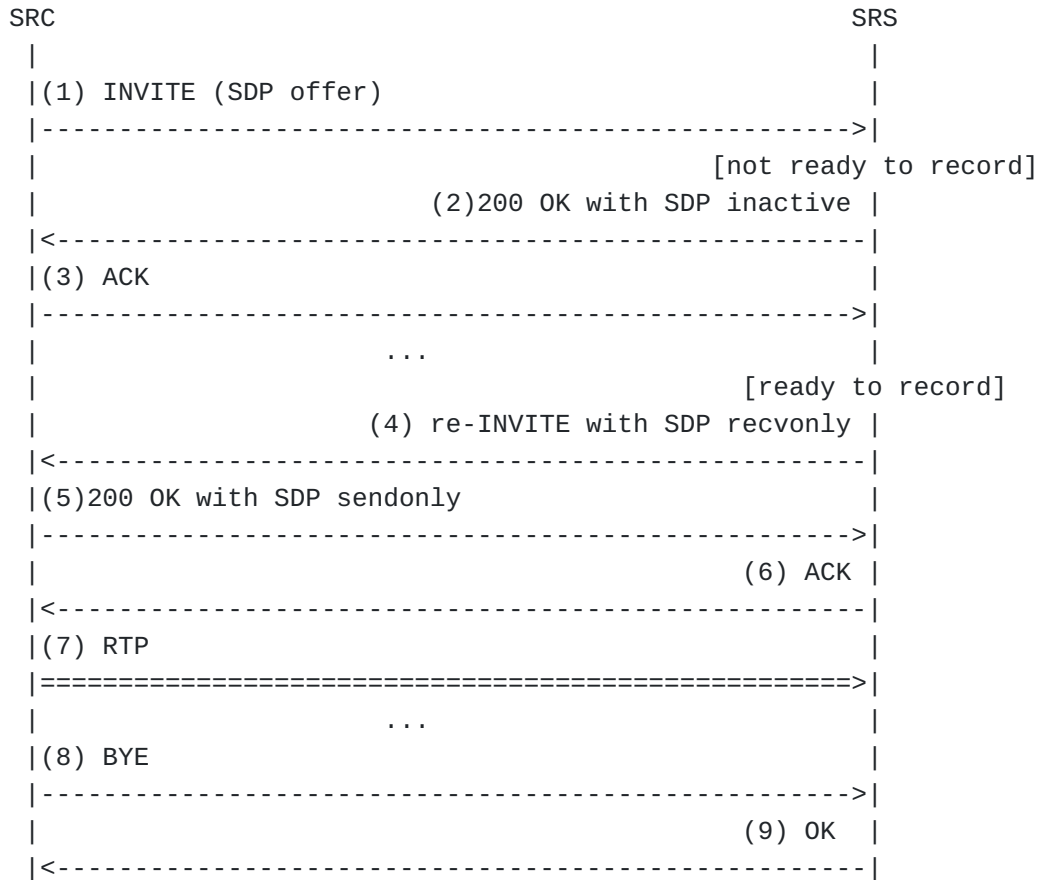 SRC                                                   SRS
 |                                                     |
 |(1) INVITE (SDP offer)                               |
 |---------------------------------------------------->|
 |                                           [not ready to record]
 |                         (2)200 OK with SDP inactive |
 |<----------------------------------------------------|
 |(3) ACK                                              |
 |---------------------------------------------------->|
 |                      ...                            |
 |                                             [ready to record]
 |                     (4) re-INVITE with SDP recvonly |
 |<----------------------------------------------------|
 |(5)200 OK with SDP sendonly                          |
 |---------------------------------------------------->|
 |                                             (6) ACK |
 |<----------------------------------------------------|
 |(7) RTP                                              |
 |====================================================>|
 |                      ...                            |
 |(8) BYE                                              |
 |---------------------------------------------------->|
 |                                             (9) OK  |
 |<----------------------------------------------------|